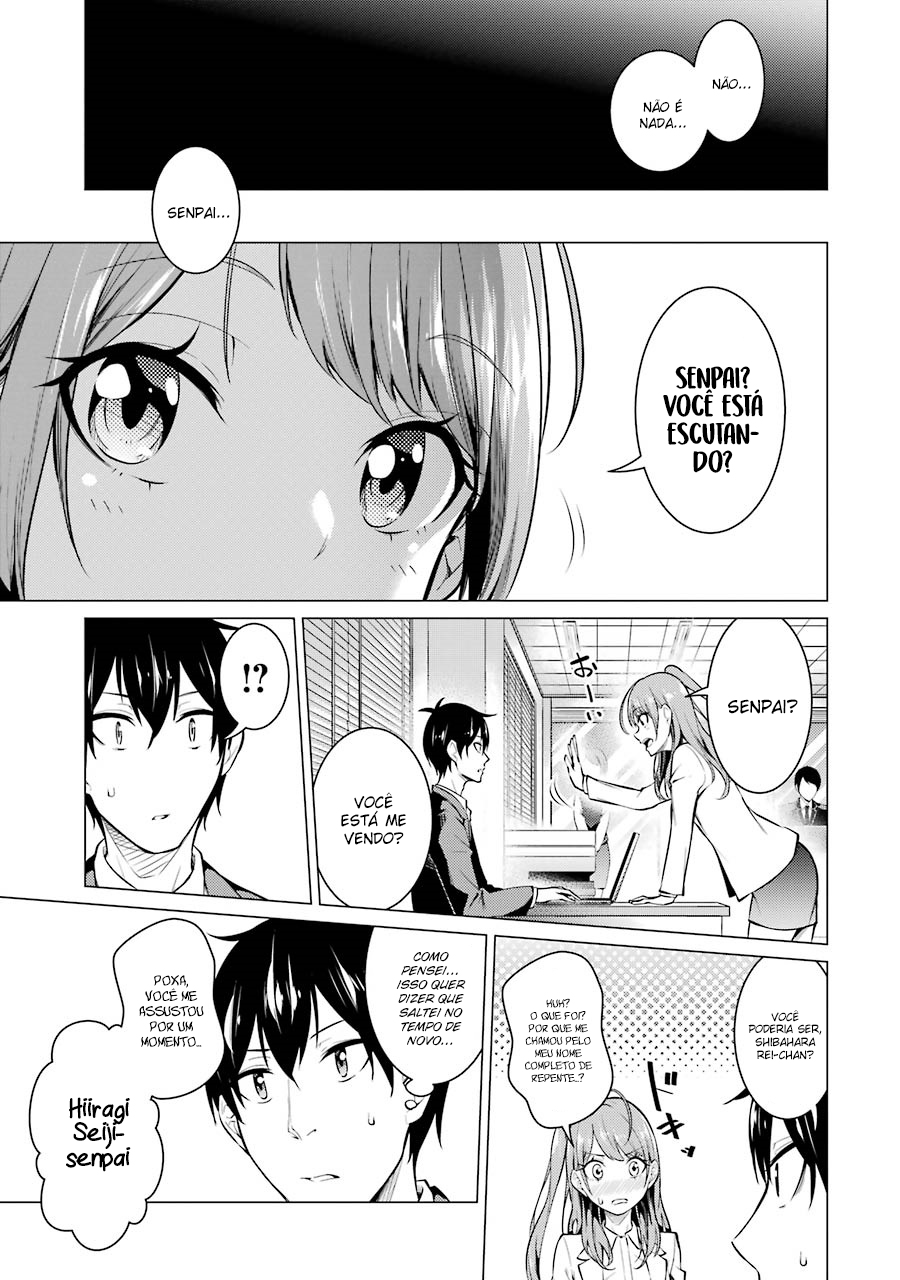 NÃO...
NÃO É
NADA...
SENPAI...
SENPAI?
VOCÊ ESTÁ
ESCUTAN-
DO?
SENPAI?
おーい
VOCÊ
ESTÁ ME
VENDO?
!?
VOCÊ
PODERIA SER,
SHIBAHARA
REI-CHAN?
HUH?
O QUE FOI?
POR QUE ME
CHAMOU PELO
MEU NOME
COMPLETO DE
REPENTE..?
COMO
PENSEI...
ISSO QUER
DIZER QUE
SALTEI NO
TEMPO DE
NOVO...
POXA,
VOCÊ ME
ASSUSTOU
POR UM
MOMENTO...
Hiiragi
Seiji-
senpai